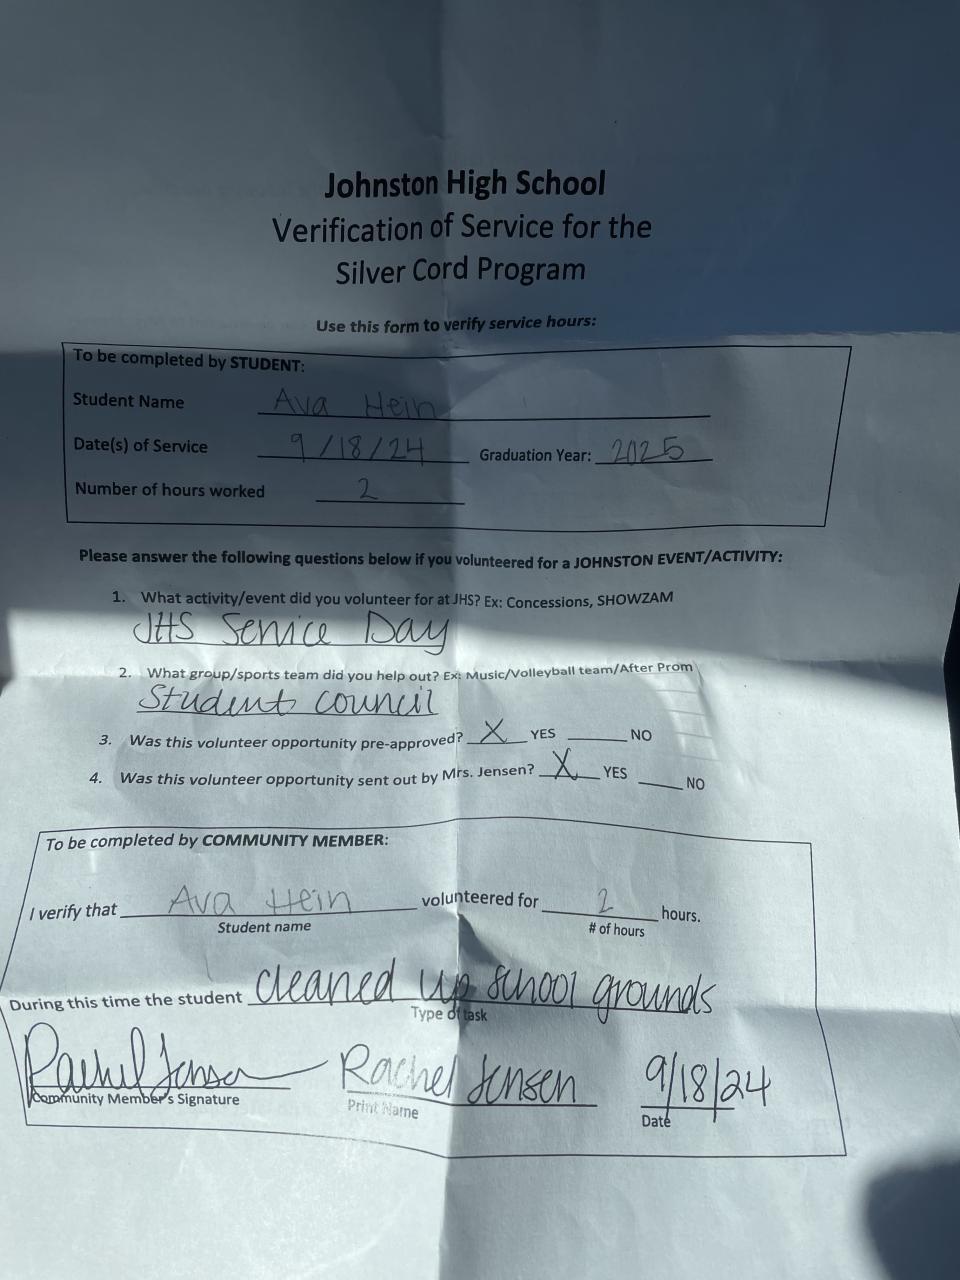 Johnston High School
Verification of Service for the
Silver Cord Program
Use this form to verify service hours:
To be completed by STUDENT:
Student Name Ava Hein
Date(s) of Service 9/18/24 Graduation Year: 2025
Number of hours worked 2
Please answer the following questions below if you volunteered for a JOHNSTON EVENT/ACTIVITY:
1. What activity/event did you volunteer for at JHS? Ex: Concessions, SHOWZAM
JHS Service Day
2. What group/sports team did you help out? Ex: Music/Volleyball team/After Prom
Student council
3. Was this volunteer opportunity pre-approved? X YES NO
4. Was this volunteer opportunity sent out by Mrs. Jensen? X YES NO
To be completed by COMMUNITY MEMBER:
I verify that Ava Hein volunteered for 2 hours.
Student name # of hours
During this time the student cleaned up school grounds
Type of task
Rachel Jensen Rachel Jensen 9/18/24
Community Member's Signature Print Name Date